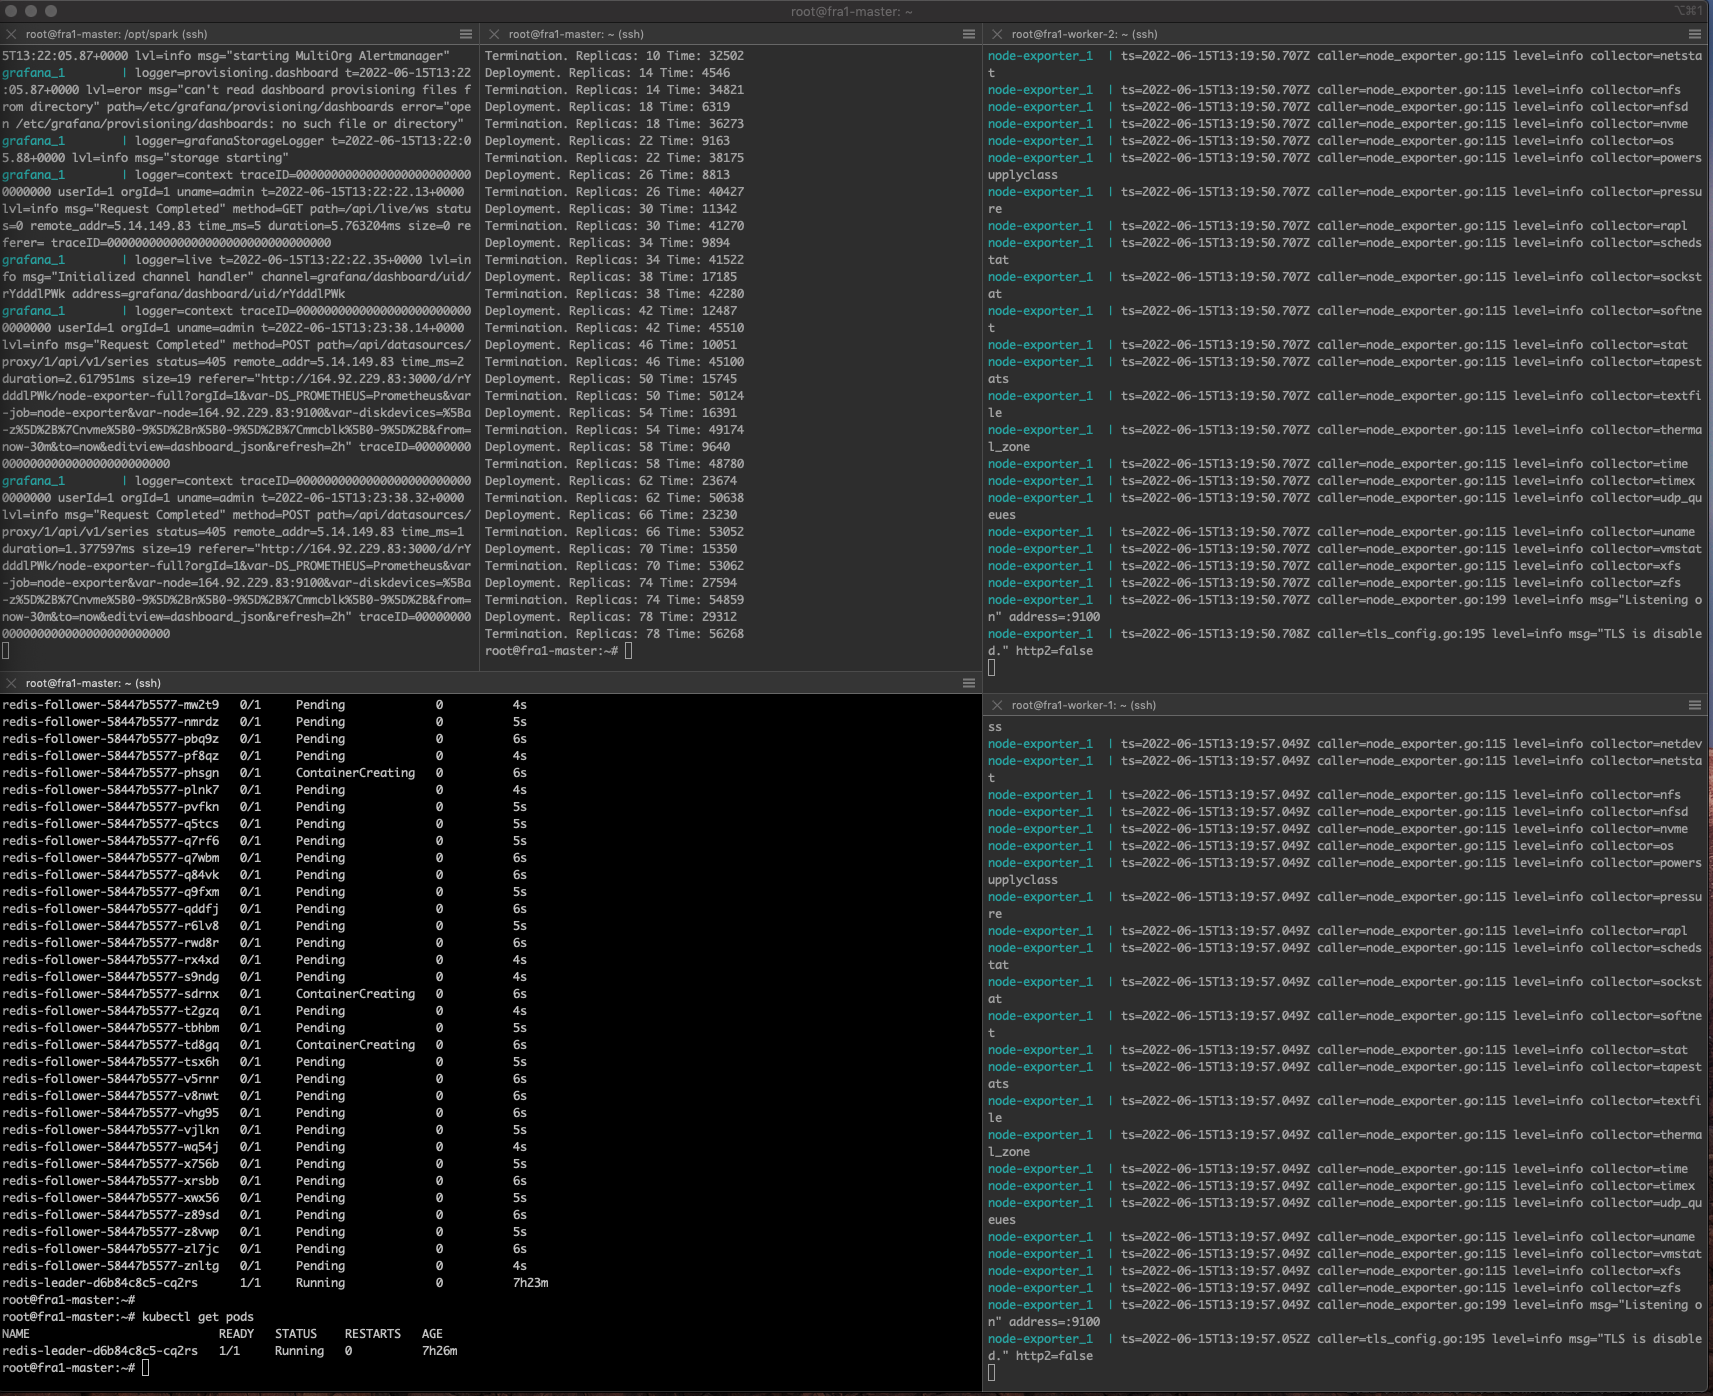 root@fra1-master: ~
⌥⌘1
root@fra1-master: /opt/spark (ssh)
5T13:22:05.87+0000 lvl=info msg="starting MultiOrg Alertmanager"
grafana_1        | logger=provisioning.dashboard t=2022-06-15T13:22
:05.87+0000 lvl=eror msg="can't read dashboard provisioning files f
rom directory" path=/etc/grafana/provisioning/dashboards error="ope
n /etc/grafana/provisioning/dashboards: no such file or directory"
grafana_1        | logger=grafanaStorageLogger t=2022-06-15T13:22:0
5.88+0000 lvl=info msg="storage starting"
grafana_1        | logger=context traceID=0000000000000000000000000
0000000 userId=1 orgId=1 uname=admin t=2022-06-15T13:22:22.13+0000
lvl=info msg="Request Completed" method=GET path=/api/live/ws statu
s=0 remote_addr=5.14.149.83 time_ms=5 duration=5.763204ms size=0 re
ferer= traceID=00000000000000000000000000000000
grafana_1        | logger=live t=2022-06-15T13:22:22.35+0000 lvl=in
fo msg="Initialized channel handler" channel=grafana/dashboard/uid/
rYdddlPWk address=grafana/dashboard/uid/rYdddlPWk
grafana_1        | logger=context traceID=0000000000000000000000000
0000000 userId=1 orgId=1 uname=admin t=2022-06-15T13:23:38.14+0000
lvl=info msg="Request Completed" method=POST path=/api/datasources/
proxy/1/api/v1/series status=405 remote_addr=5.14.149.83 time_ms=2
duration=2.617951ms size=19 referer="http://164.92.229.83:3000/d/rY
dddlPWk/node-exporter-full?orgId=1&var-DS_PROMETHEUS=Prometheus&var
-job=node-exporter&var-node=164.92.229.83:9100&var-diskdevices=%5Ba
-z%5D%2B%7Cnvme%5B0-9%5D%2Bn%5B0-9%5D%2B%7Cmmcblk%5B0-9%5D%2B&from=
now-30m&to=now&editview=dashboard_json&refresh=2h" traceID=00000000
000000000000000000000000
grafana_1        | logger=context traceID=0000000000000000000000000
0000000 userId=1 orgId=1 uname=admin t=2022-06-15T13:23:38.32+0000
lvl=info msg="Request Completed" method=POST path=/api/datasources/
proxy/1/api/v1/series status=405 remote_addr=5.14.149.83 time_ms=1
duration=1.377597ms size=19 referer="http://164.92.229.83:3000/d/rY
dddlPWk/node-exporter-full?orgId=1&var-DS_PROMETHEUS=Prometheus&var
-job=node-exporter&var-node=164.92.229.83:9100&var-diskdevices=%5Ba
-z%5D%2B%7Cnvme%5B0-9%5D%2Bn%5B0-9%5D%2B%7Cmmcblk%5B0-9%5D%2B&from=
now-30m&to=now&editview=dashboard_json&refresh=2h" traceID=00000000
000000000000000000000000
root@fra1-master: ~ (ssh)
Termination. Replicas: 10 Time: 32502
Deployment. Replicas: 14 Time: 4546
Termination. Replicas: 14 Time: 34821
Deployment. Replicas: 18 Time: 6319
Termination. Replicas: 18 Time: 36273
Deployment. Replicas: 22 Time: 9163
Termination. Replicas: 22 Time: 38175
Deployment. Replicas: 26 Time: 8813
Termination. Replicas: 26 Time: 40427
Deployment. Replicas: 30 Time: 11342
Termination. Replicas: 30 Time: 41270
Deployment. Replicas: 34 Time: 9894
Termination. Replicas: 34 Time: 41522
Deployment. Replicas: 38 Time: 17185
Termination. Replicas: 38 Time: 42280
Deployment. Replicas: 42 Time: 12487
Termination. Replicas: 42 Time: 45510
Deployment. Replicas: 46 Time: 10051
Termination. Replicas: 46 Time: 45100
Deployment. Replicas: 50 Time: 15745
Termination. Replicas: 50 Time: 50124
Deployment. Replicas: 54 Time: 16391
Termination. Replicas: 54 Time: 49174
Deployment. Replicas: 58 Time: 9640
Termination. Replicas: 58 Time: 48780
Deployment. Replicas: 62 Time: 23674
Termination. Replicas: 62 Time: 50638
Deployment. Replicas: 66 Time: 23230
Termination. Replicas: 66 Time: 53052
Deployment. Replicas: 70 Time: 15350
Termination. Replicas: 70 Time: 53062
Deployment. Replicas: 74 Time: 27594
Termination. Replicas: 74 Time: 54859
Deployment. Replicas: 78 Time: 29312
Termination. Replicas: 78 Time: 56268
root@fra1-master:~#
root@fra1-worker-2: ~ (ssh)
node-exporter_1  | ts=2022-06-15T13:19:50.707Z caller=node_exporter.go:115 level=info collector=netsta
t
node-exporter_1  | ts=2022-06-15T13:19:50.707Z caller=node_exporter.go:115 level=info collector=nfs
node-exporter_1  | ts=2022-06-15T13:19:50.707Z caller=node_exporter.go:115 level=info collector=nfsd
node-exporter_1  | ts=2022-06-15T13:19:50.707Z caller=node_exporter.go:115 level=info collector=nvme
node-exporter_1  | ts=2022-06-15T13:19:50.707Z caller=node_exporter.go:115 level=info collector=os
node-exporter_1  | ts=2022-06-15T13:19:50.707Z caller=node_exporter.go:115 level=info collector=powers
upplyclass
node-exporter_1  | ts=2022-06-15T13:19:50.707Z caller=node_exporter.go:115 level=info collector=pressu
re
node-exporter_1  | ts=2022-06-15T13:19:50.707Z caller=node_exporter.go:115 level=info collector=rapl
node-exporter_1  | ts=2022-06-15T13:19:50.707Z caller=node_exporter.go:115 level=info collector=scheds
tat
node-exporter_1  | ts=2022-06-15T13:19:50.707Z caller=node_exporter.go:115 level=info collector=sockst
at
node-exporter_1  | ts=2022-06-15T13:19:50.707Z caller=node_exporter.go:115 level=info collector=softne
t
node-exporter_1  | ts=2022-06-15T13:19:50.707Z caller=node_exporter.go:115 level=info collector=stat
node-exporter_1  | ts=2022-06-15T13:19:50.707Z caller=node_exporter.go:115 level=info collector=tapest
ats
node-exporter_1  | ts=2022-06-15T13:19:50.707Z caller=node_exporter.go:115 level=info collector=textfi
le
node-exporter_1  | ts=2022-06-15T13:19:50.707Z caller=node_exporter.go:115 level=info collector=therma
l_zone
node-exporter_1  | ts=2022-06-15T13:19:50.707Z caller=node_exporter.go:115 level=info collector=time
node-exporter_1  | ts=2022-06-15T13:19:50.707Z caller=node_exporter.go:115 level=info collector=timex
node-exporter_1  | ts=2022-06-15T13:19:50.707Z caller=node_exporter.go:115 level=info collector=udp_qu
eues
node-exporter_1  | ts=2022-06-15T13:19:50.707Z caller=node_exporter.go:115 level=info collector=uname
node-exporter_1  | ts=2022-06-15T13:19:50.707Z caller=node_exporter.go:115 level=info collector=vmstat
node-exporter_1  | ts=2022-06-15T13:19:50.707Z caller=node_exporter.go:115 level=info collector=xfs
node-exporter_1  | ts=2022-06-15T13:19:50.707Z caller=node_exporter.go:115 level=info collector=zfs
node-exporter_1  | ts=2022-06-15T13:19:50.707Z caller=node_exporter.go:199 level=info msg="Listening o
n" address=:9100
node-exporter_1  | ts=2022-06-15T13:19:50.708Z caller=tls_config.go:195 level=info msg="TLS is disable
d." http2=false
root@fra1-master: ~ (ssh)
redis-follower-58447b5577-mw2t9   0/1     Pending             0          4s
redis-follower-58447b5577-nmrdz   0/1     Pending             0          5s
redis-follower-58447b5577-pbq9z   0/1     Pending             0          6s
redis-follower-58447b5577-pf8qz   0/1     Pending             0          4s
redis-follower-58447b5577-phsgn   0/1     ContainerCreating   0          6s
redis-follower-58447b5577-plnk7   0/1     Pending             0          4s
redis-follower-58447b5577-pvfkn   0/1     Pending             0          5s
redis-follower-58447b5577-q5tcs   0/1     Pending             0          5s
redis-follower-58447b5577-q7rf6   0/1     Pending             0          5s
redis-follower-58447b5577-q7wbm   0/1     Pending             0          6s
redis-follower-58447b5577-q84vk   0/1     Pending             0          6s
redis-follower-58447b5577-q9fxm   0/1     Pending             0          5s
redis-follower-58447b5577-qddfj   0/1     Pending             0          6s
redis-follower-58447b5577-r6lv8   0/1     Pending             0          5s
redis-follower-58447b5577-rwd8r   0/1     Pending             0          6s
redis-follower-58447b5577-rx4xd   0/1     Pending             0          4s
redis-follower-58447b5577-s9ndg   0/1     Pending             0          4s
redis-follower-58447b5577-sdrnx   0/1     ContainerCreating   0          6s
redis-follower-58447b5577-t2gzq   0/1     Pending             0          4s
redis-follower-58447b5577-tbhbm   0/1     Pending             0          5s
redis-follower-58447b5577-td8gq   0/1     ContainerCreating   0          6s
redis-follower-58447b5577-tsx6h   0/1     Pending             0          5s
redis-follower-58447b5577-v5rnr   0/1     Pending             0          6s
redis-follower-58447b5577-v8nwt   0/1     Pending             0          6s
redis-follower-58447b5577-vhg95   0/1     Pending             0          6s
redis-follower-58447b5577-vjlkn   0/1     Pending             0          5s
redis-follower-58447b5577-wq54j   0/1     Pending             0          4s
redis-follower-58447b5577-x756b   0/1     Pending             0          5s
redis-follower-58447b5577-xrsbb   0/1     Pending             0          6s
redis-follower-58447b5577-xwx56   0/1     Pending             0          5s
redis-follower-58447b5577-z89sd   0/1     Pending             0          6s
redis-follower-58447b5577-z8vwp   0/1     Pending             0          5s
redis-follower-58447b5577-zl7jc   0/1     Pending             0          6s
redis-follower-58447b5577-znltg   0/1     Pending             0          4s
redis-leader-d6b84c8c5-cq2rs      1/1     Running             0          7h23m
root@fra1-master:~#
root@fra1-master:~# kubectl get pods
NAME                           READY   STATUS    RESTARTS   AGE
redis-leader-d6b84c8c5-cq2rs   1/1     Running   0          7h26m
root@fra1-master:~#
root@fra1-worker-1: ~ (ssh)
ss
node-exporter_1  | ts=2022-06-15T13:19:57.049Z caller=node_exporter.go:115 level=info collector=netdev
node-exporter_1  | ts=2022-06-15T13:19:57.049Z caller=node_exporter.go:115 level=info collector=netsta
t
node-exporter_1  | ts=2022-06-15T13:19:57.049Z caller=node_exporter.go:115 level=info collector=nfs
node-exporter_1  | ts=2022-06-15T13:19:57.049Z caller=node_exporter.go:115 level=info collector=nfsd
node-exporter_1  | ts=2022-06-15T13:19:57.049Z caller=node_exporter.go:115 level=info collector=nvme
node-exporter_1  | ts=2022-06-15T13:19:57.049Z caller=node_exporter.go:115 level=info collector=os
node-exporter_1  | ts=2022-06-15T13:19:57.049Z caller=node_exporter.go:115 level=info collector=powers
upplyclass
node-exporter_1  | ts=2022-06-15T13:19:57.049Z caller=node_exporter.go:115 level=info collector=pressu
re
node-exporter_1  | ts=2022-06-15T13:19:57.049Z caller=node_exporter.go:115 level=info collector=rapl
node-exporter_1  | ts=2022-06-15T13:19:57.049Z caller=node_exporter.go:115 level=info collector=scheds
tat
node-exporter_1  | ts=2022-06-15T13:19:57.049Z caller=node_exporter.go:115 level=info collector=sockst
at
node-exporter_1  | ts=2022-06-15T13:19:57.049Z caller=node_exporter.go:115 level=info collector=softne
t
node-exporter_1  | ts=2022-06-15T13:19:57.049Z caller=node_exporter.go:115 level=info collector=stat
node-exporter_1  | ts=2022-06-15T13:19:57.049Z caller=node_exporter.go:115 level=info collector=tapest
ats
node-exporter_1  | ts=2022-06-15T13:19:57.049Z caller=node_exporter.go:115 level=info collector=textfi
le
node-exporter_1  | ts=2022-06-15T13:19:57.049Z caller=node_exporter.go:115 level=info collector=therma
l_zone
node-exporter_1  | ts=2022-06-15T13:19:57.049Z caller=node_exporter.go:115 level=info collector=time
node-exporter_1  | ts=2022-06-15T13:19:57.049Z caller=node_exporter.go:115 level=info collector=timex
node-exporter_1  | ts=2022-06-15T13:19:57.049Z caller=node_exporter.go:115 level=info collector=udp_qu
eues
node-exporter_1  | ts=2022-06-15T13:19:57.049Z caller=node_exporter.go:115 level=info collector=uname
node-exporter_1  | ts=2022-06-15T13:19:57.049Z caller=node_exporter.go:115 level=info collector=vmstat
node-exporter_1  | ts=2022-06-15T13:19:57.049Z caller=node_exporter.go:115 level=info collector=xfs
node-exporter_1  | ts=2022-06-15T13:19:57.049Z caller=node_exporter.go:115 level=info collector=zfs
node-exporter_1  | ts=2022-06-15T13:19:57.049Z caller=node_exporter.go:199 level=info msg="Listening o
n" address=:9100
node-exporter_1  | ts=2022-06-15T13:19:57.052Z caller=tls_config.go:195 level=info msg="TLS is disable
d." http2=false